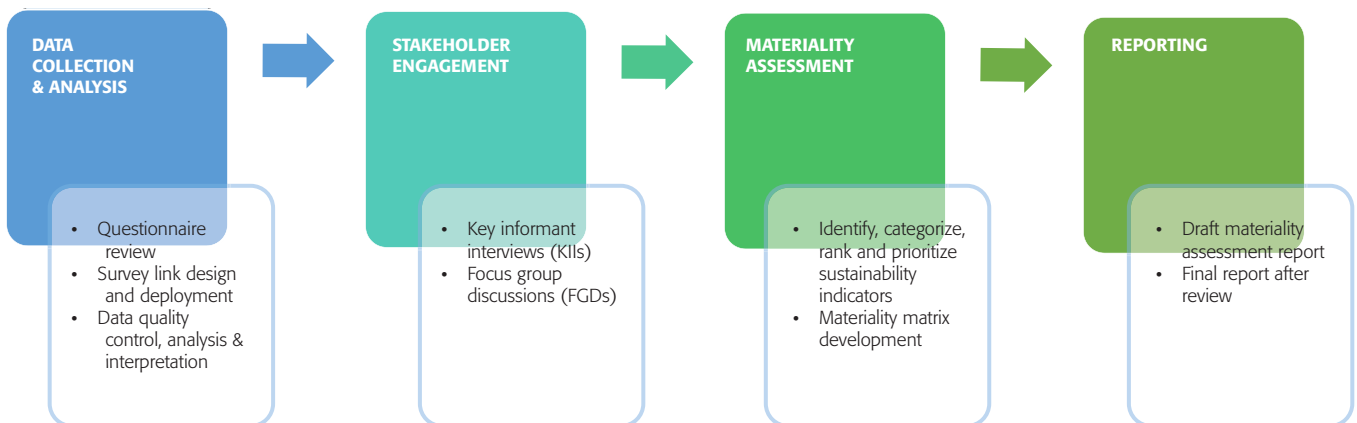 DATA
COLLECTION
& ANALYSIS
• Questionnaire
review
• Survey link design
and deployment
• Data quality
control, analysis &
interpretation
STAKEHOLDER
ENGAGEMENT
• Key informant
interviews (KIIs)
• Focus group
discussions (FGDs)
MATERIALITY
ASSESSMENT
• Identify, categorize,
rank and prioritize
sustainability
indicators
• Materiality matrix
development
REPORTING
• Draft materiality
assessment report
• Final report after
review